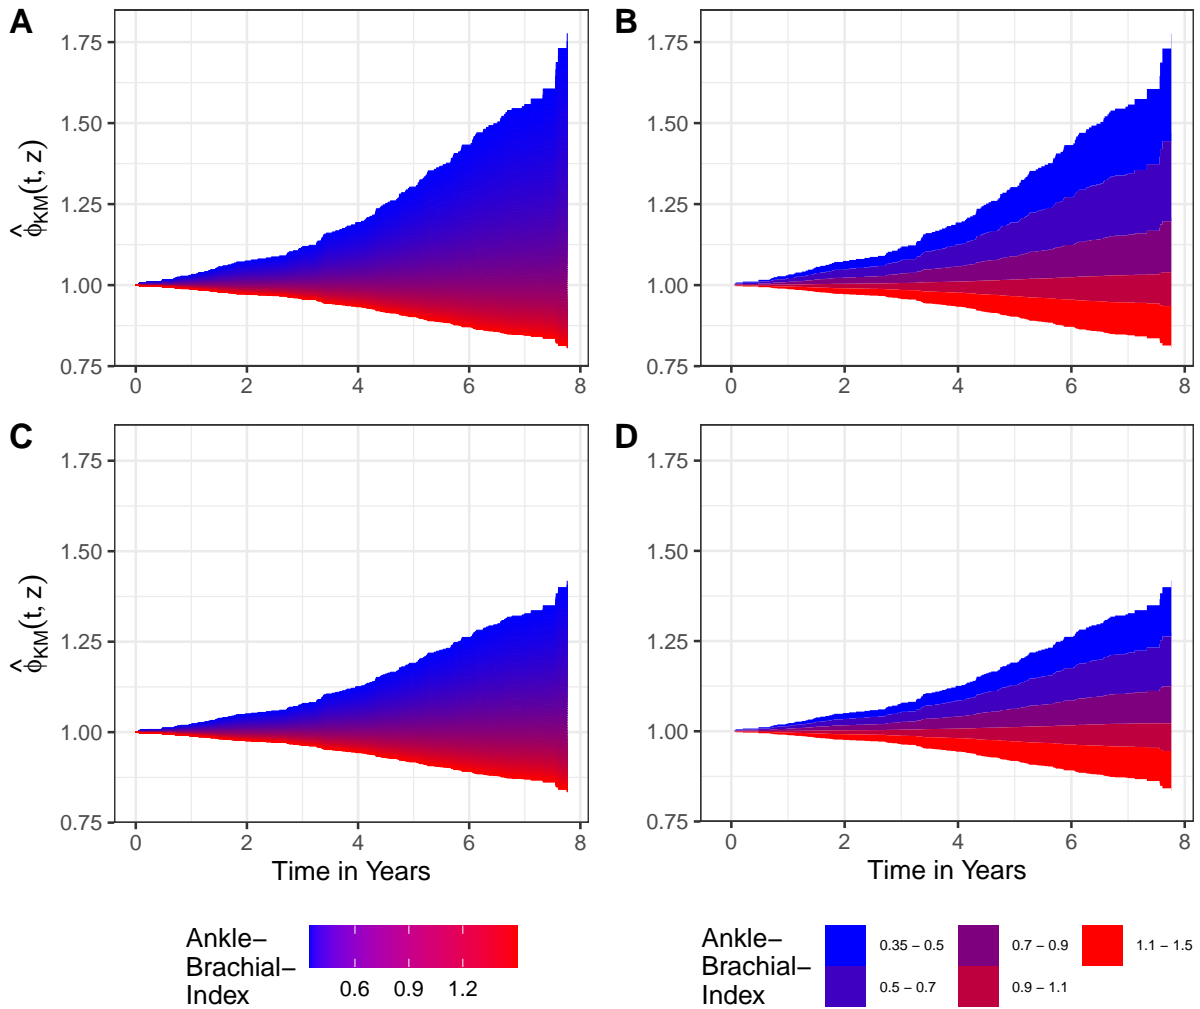 A
B
1.75
1.50
1.25
1.00
0.75
0 2 4 6 8
ϕ̂KM(t, z)
1.75
1.50
1.25
1.00
0.75
0 2 4 6 8
C
D
1.75
1.50
1.25
1.00
0.75
0 2 4 6 8
Time in Years
ϕ̂KM(t, z)
1.75
1.50
1.25
1.00
0.75
0 2 4 6 8
Time in Years
Ankle−
Brachial−
Index
0.6 0.9 1.2
Ankle−
Brachial−
Index
0.35 − 0.5
0.5 − 0.7
0.7 − 0.9
0.9 − 1.1
1.1 − 1.5